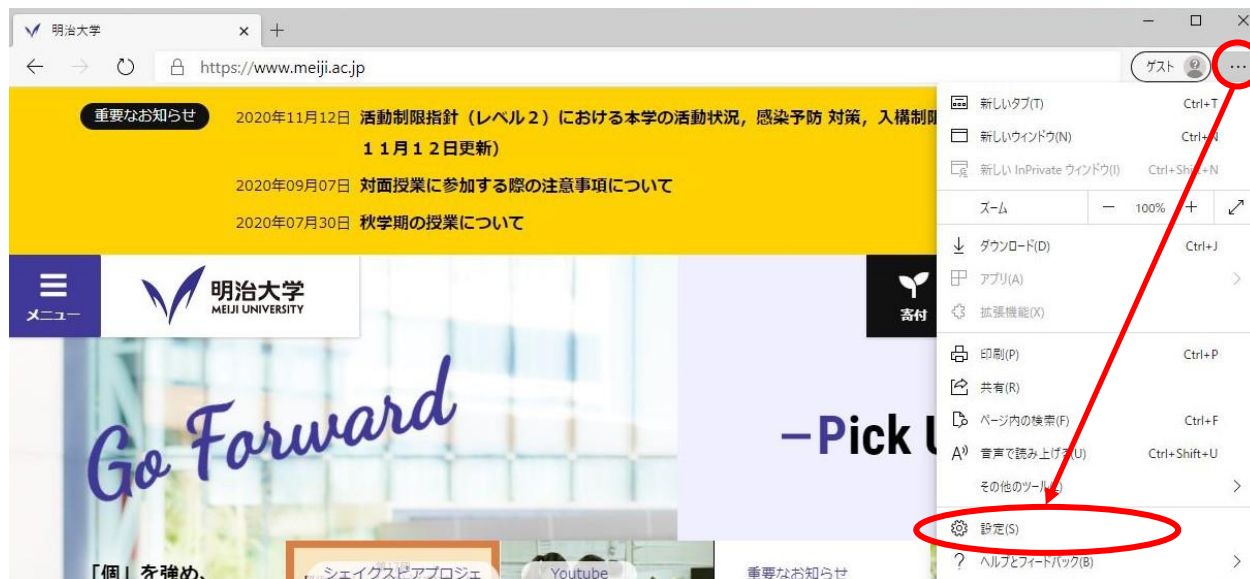 明治大学
https://www.meiji.ac.jp
ゲスト
重要なお知らせ
2020年11月12日 活動制限指針（レベル２）における本学の活動状況，感染予防 対策，入構制限
１１月１２日更新）
2020年09月07日 対面授業に参加する際の注意事項について
2020年07月30日 秋学期の授業について
メニュー
明治大学
MEIJI UNIVERSITY
寄付
Go Forward
−Pick U
「個」を強め、
シェイクスピアプロジェ
Youtube
重要なお知らせ
新しいタブ(T) Ctrl+T
新しいウィンドウ(N) Ctrl+N
新しい InPrivate ウィンドウ(I) Ctrl+Shift+N
ズーム − 100% +
ダウンロード(D) Ctrl+J
アプリ(A)
拡張機能(X)
印刷(P) Ctrl+P
共有(R)
ページ内の検索(F) Ctrl+F
音声で読み上げる(U) Ctrl+Shift+U
その他のツール(L)
設定(S)
ヘルプとフィードバック(B)